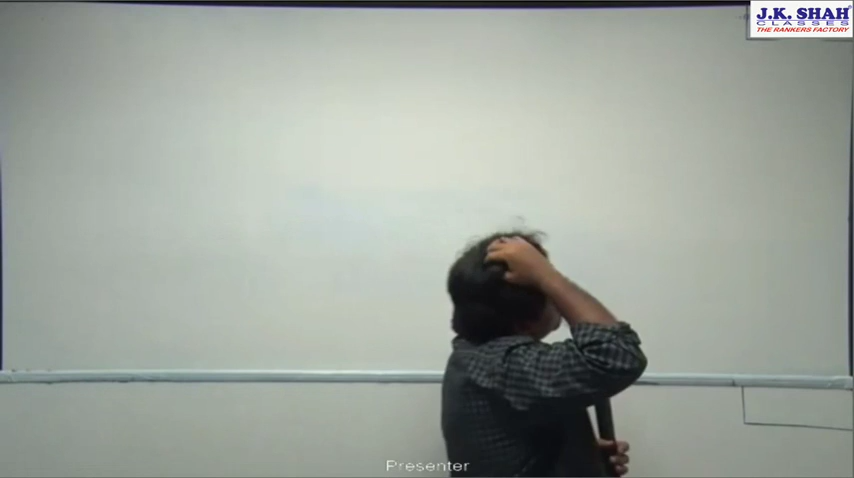 J.K. SHAH®
CLASSES
THE RANKERS FACTORY
Presenter